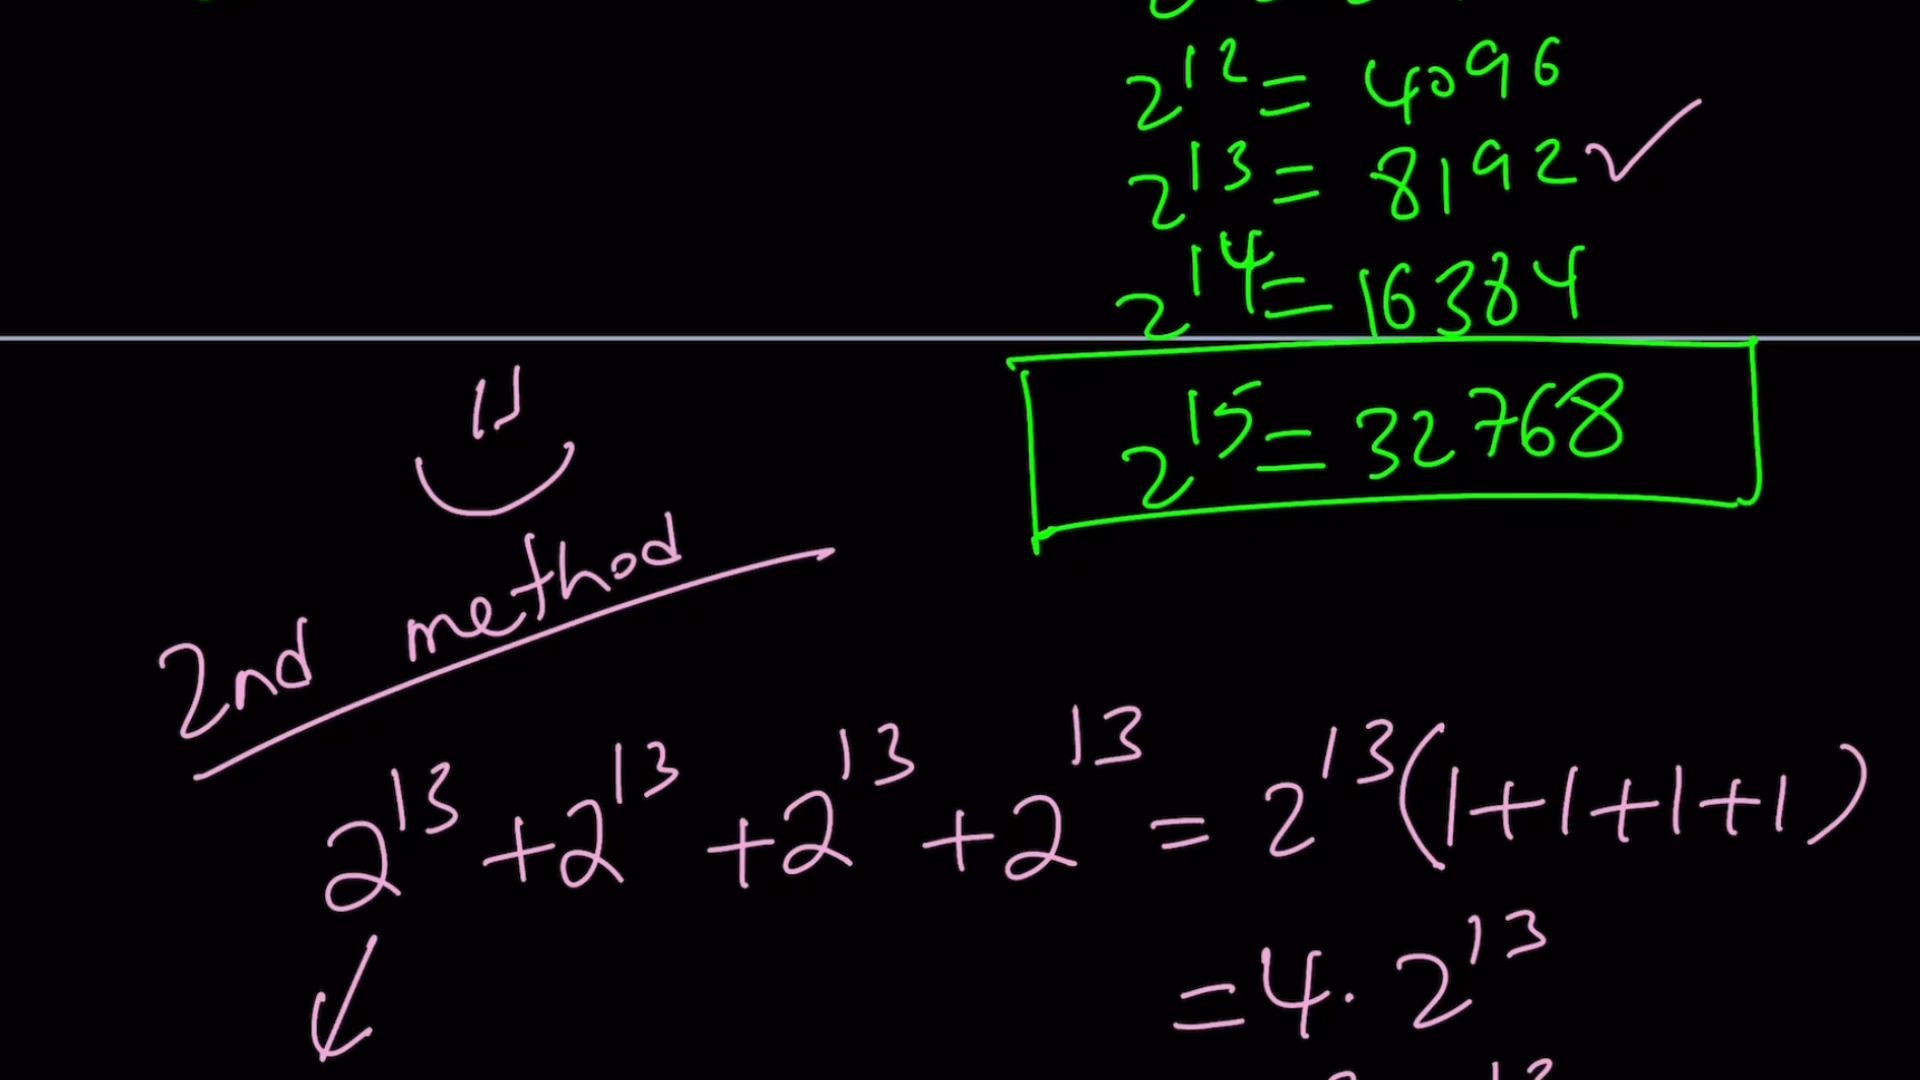 2¹² = 4096
2¹³ = 8192 ✓
2¹⁴ = 16384
2¹⁵ = 32768
2nd method
2¹³ + 2¹³ + 2¹³ + 2¹³ = 2¹³(1+1+1+1)
= 4 · 2¹³